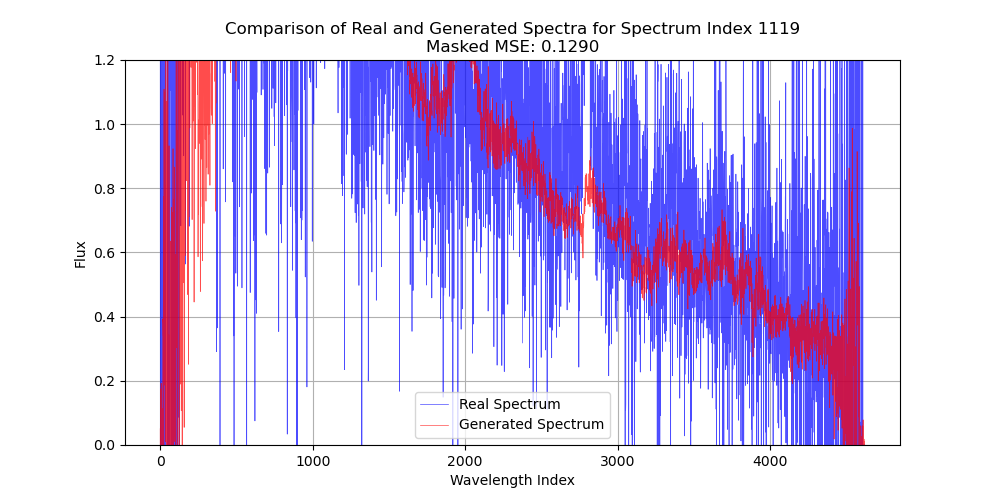 Comparison of Real and Generated Spectra for Spectrum Index 1119
Masked MSE: 0.1290
1.2
1.0
0.8
0.6
0.4
0.2
0.0
Flux
Real Spectrum
Generated Spectrum
0 1000 2000 3000 4000
Wavelength Index